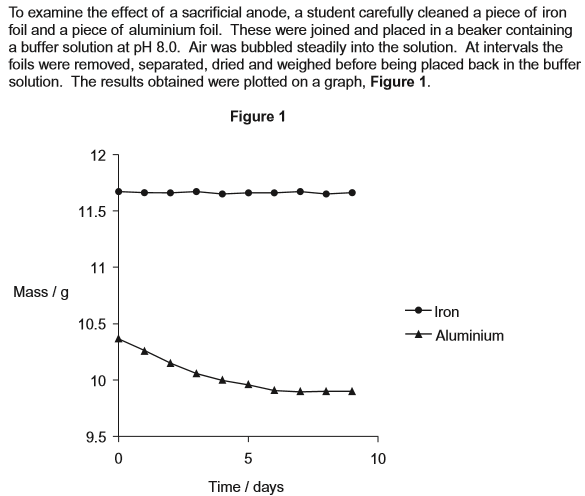 To examine the effect of a sacrificial anode, a student carefully cleaned a piece of iron
foil and a piece of aluminium foil.  These were joined and placed in a beaker containing
a buffer solution at pH 8.0.  Air was bubbled steadily into the solution.  At intervals the
foils were removed, separated, dried and weighed before being placed back in the buffer
solution.  The results obtained were plotted on a graph, Figure 1.
Figure 1
12
11.5
11
Mass / g
10.5
10
9.5
0 5 10
Time / days
Iron
Aluminium